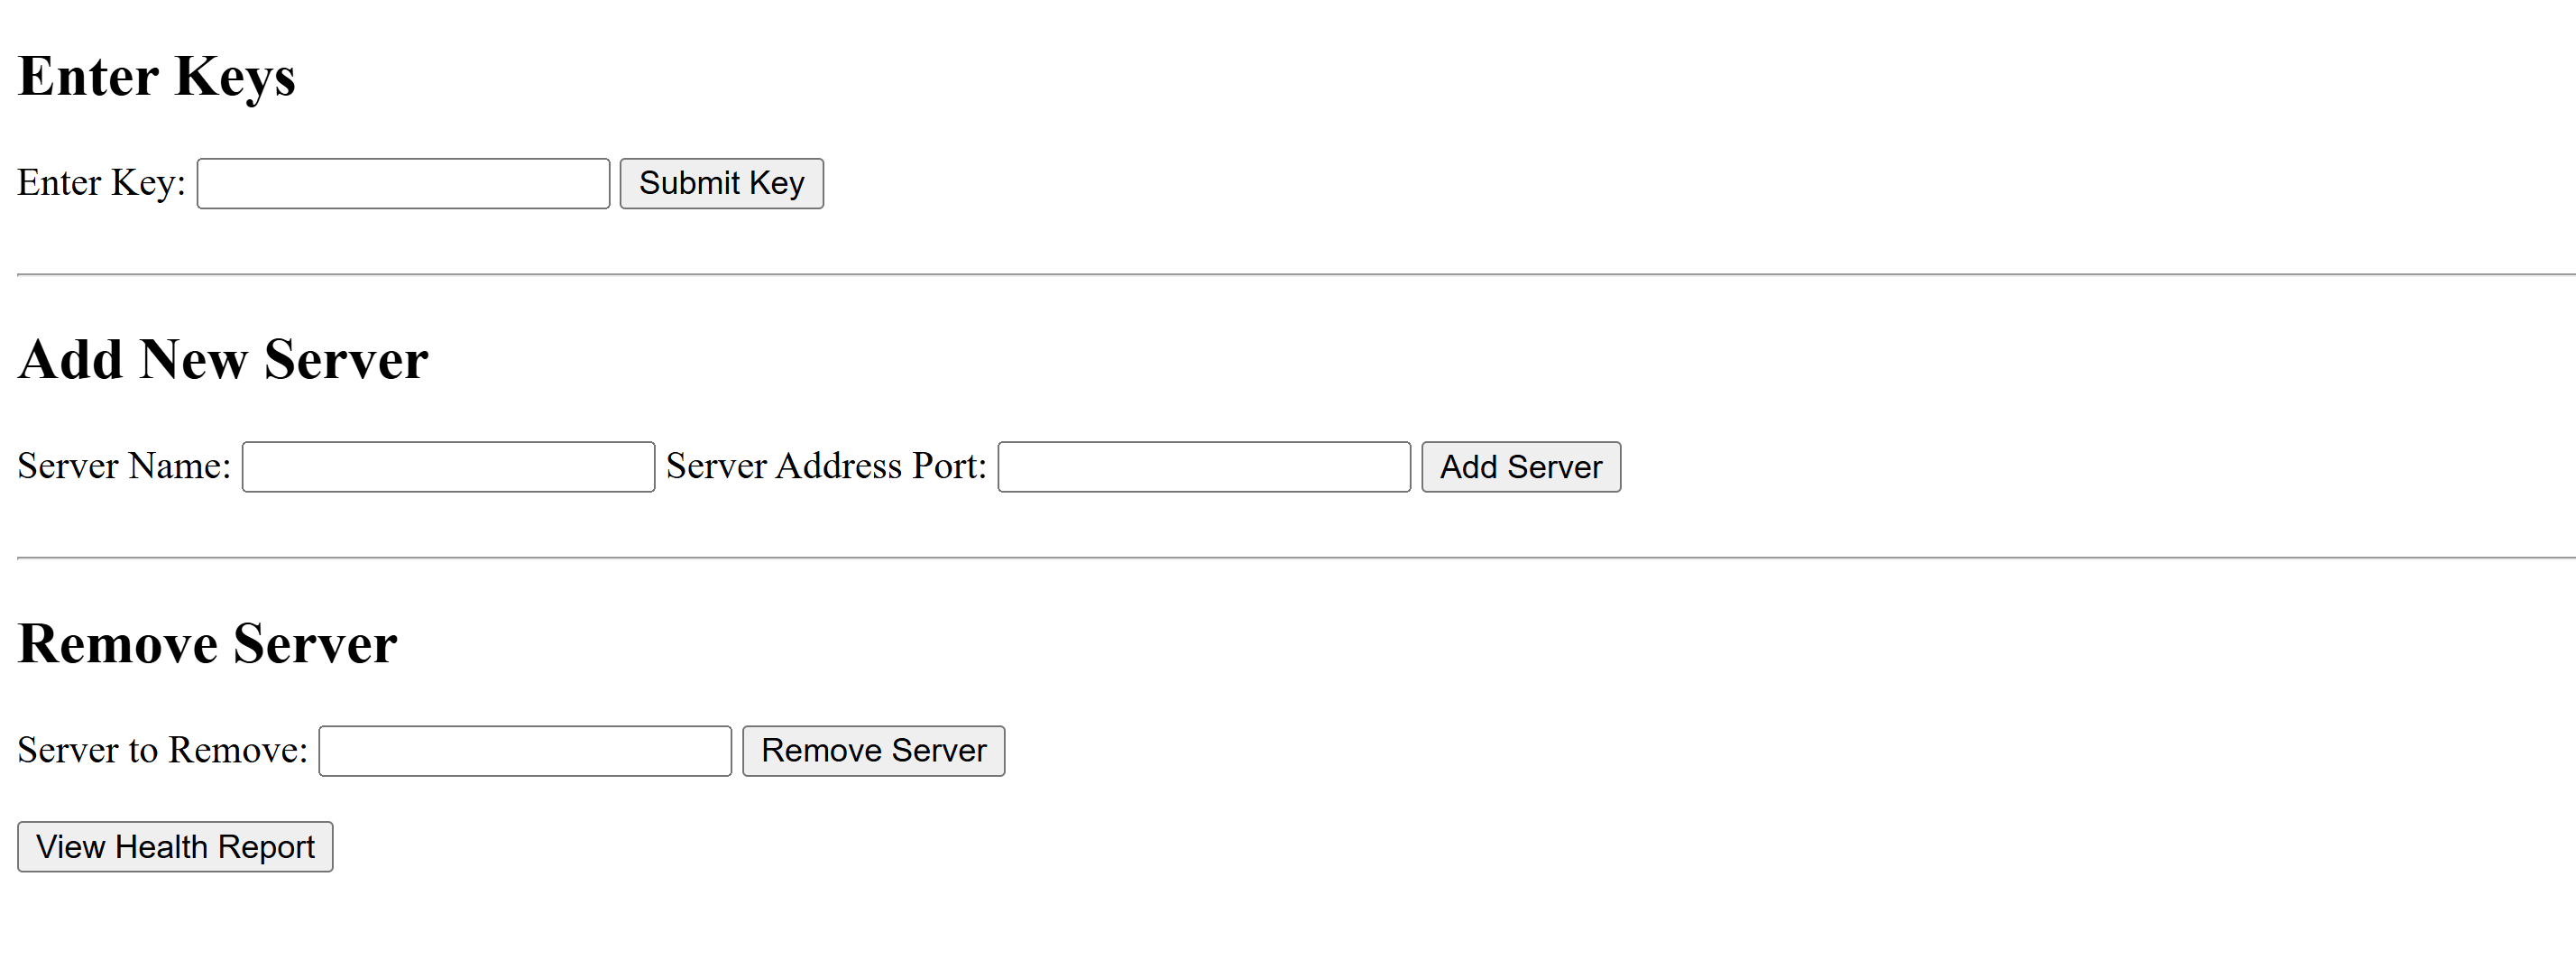 Enter Keys
Enter Key: Submit Key
Add New Server
Server Name: Server Address Port: Add Server
Remove Server
Server to Remove: Remove Server
View Health Report